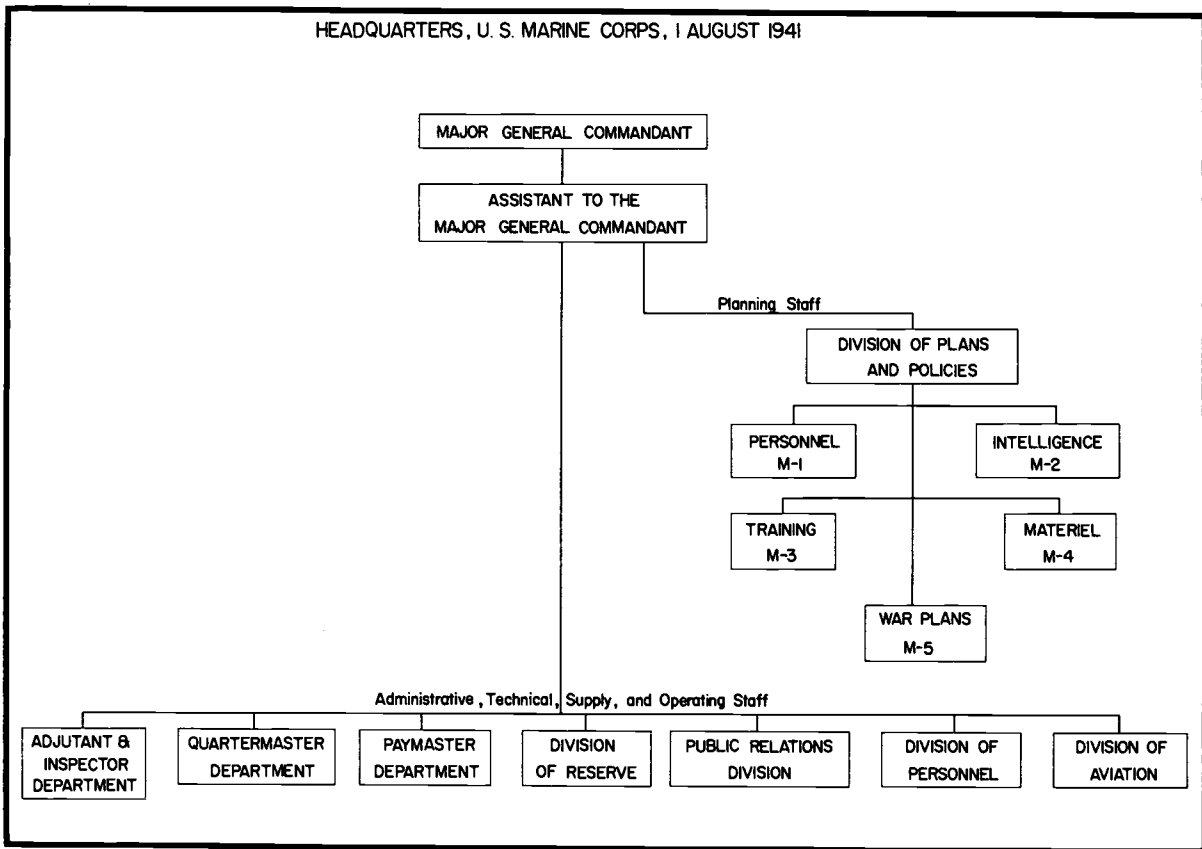 HEADQUARTERS, U. S. MARINE CORPS, 1 AUGUST 1941
MAJOR GENERAL COMMANDANT
ASSISTANT TO THE
MAJOR GENERAL COMMANDANT
Planning Staff
DIVISION OF PLANS
AND POLICIES
PERSONNEL
M-1
INTELLIGENCE
M-2
TRAINING
M-3
MATERIEL
M-4
WAR PLANS
M-5
Administrative, Technical, Supply, and Operating Staff
ADJUTANT &
INSPECTOR
DEPARTMENT
QUARTERMASTER
DEPARTMENT
PAYMASTER
DEPARTMENT
DIVISION
OF RESERVE
PUBLIC RELATIONS
DIVISION
DIVISION OF
PERSONNEL
DIVISION OF
AVIATION